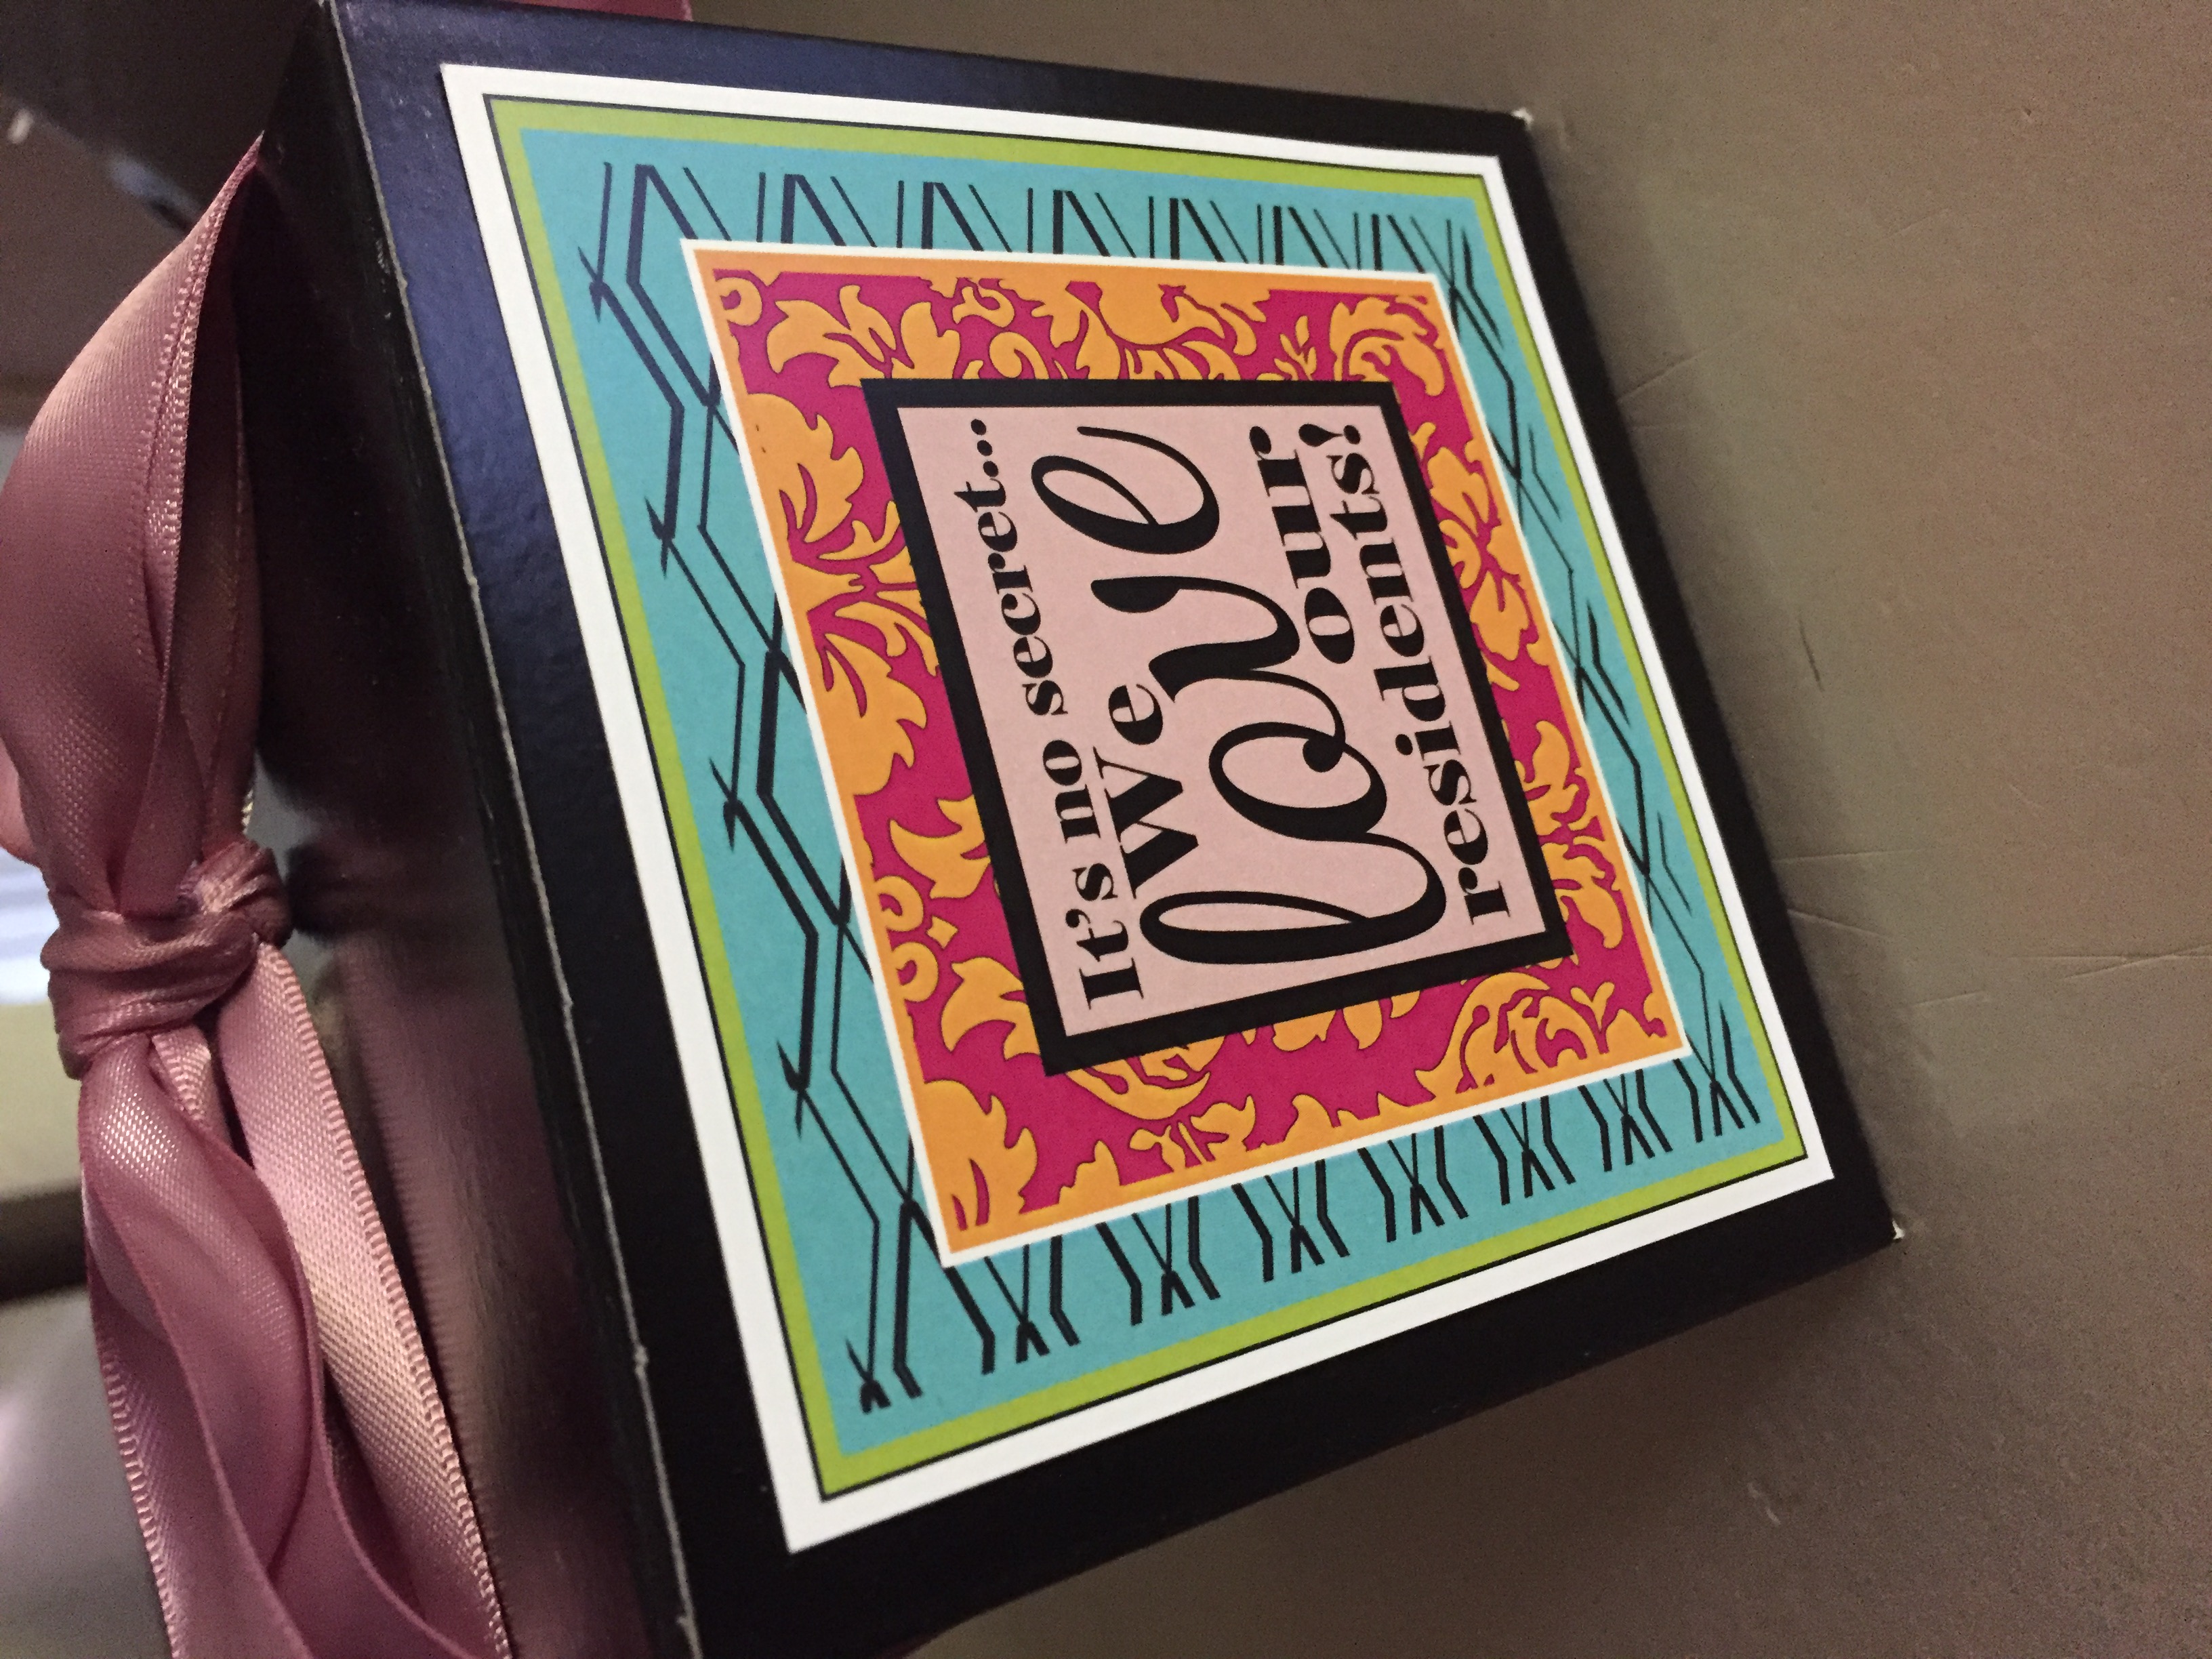 It's no secret...
We
love
our
residents!